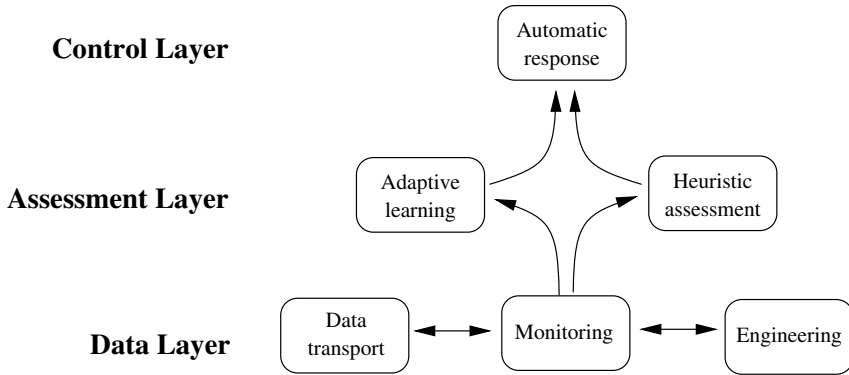 Control Layer
Automatic
response
Assessment Layer
Adaptive
learning
Heuristic
assessment
Data Layer
Data
transport
Monitoring
Engineering